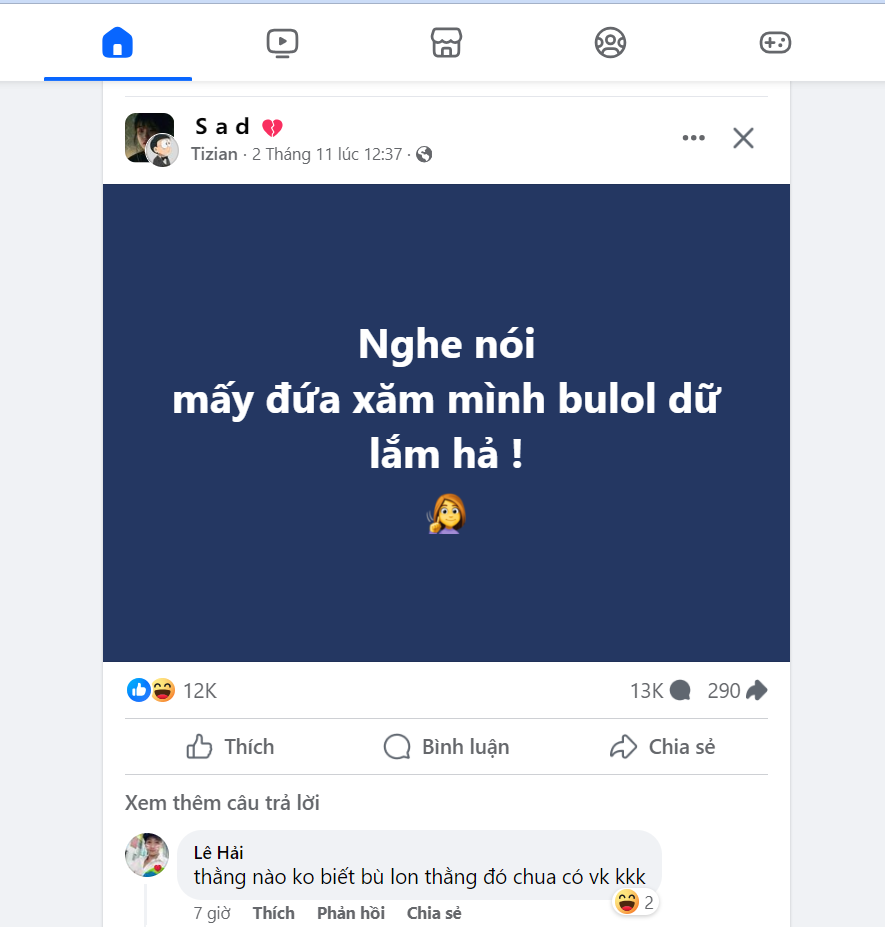 S a d 💔
Tizian · 2 Tháng 11 lúc 12:37 ·
Nghe nói
mấy đứa xăm mình bulol dữ
lắm hả !
12K
13K 290
Thích Bình luận Chia sẻ
Xem thêm câu trả lời
Lê Hải
thằng nào ko biết bù lon thằng đó chua có vk kkk
2
7 giờ Thích Phản hồi Chia sẻ